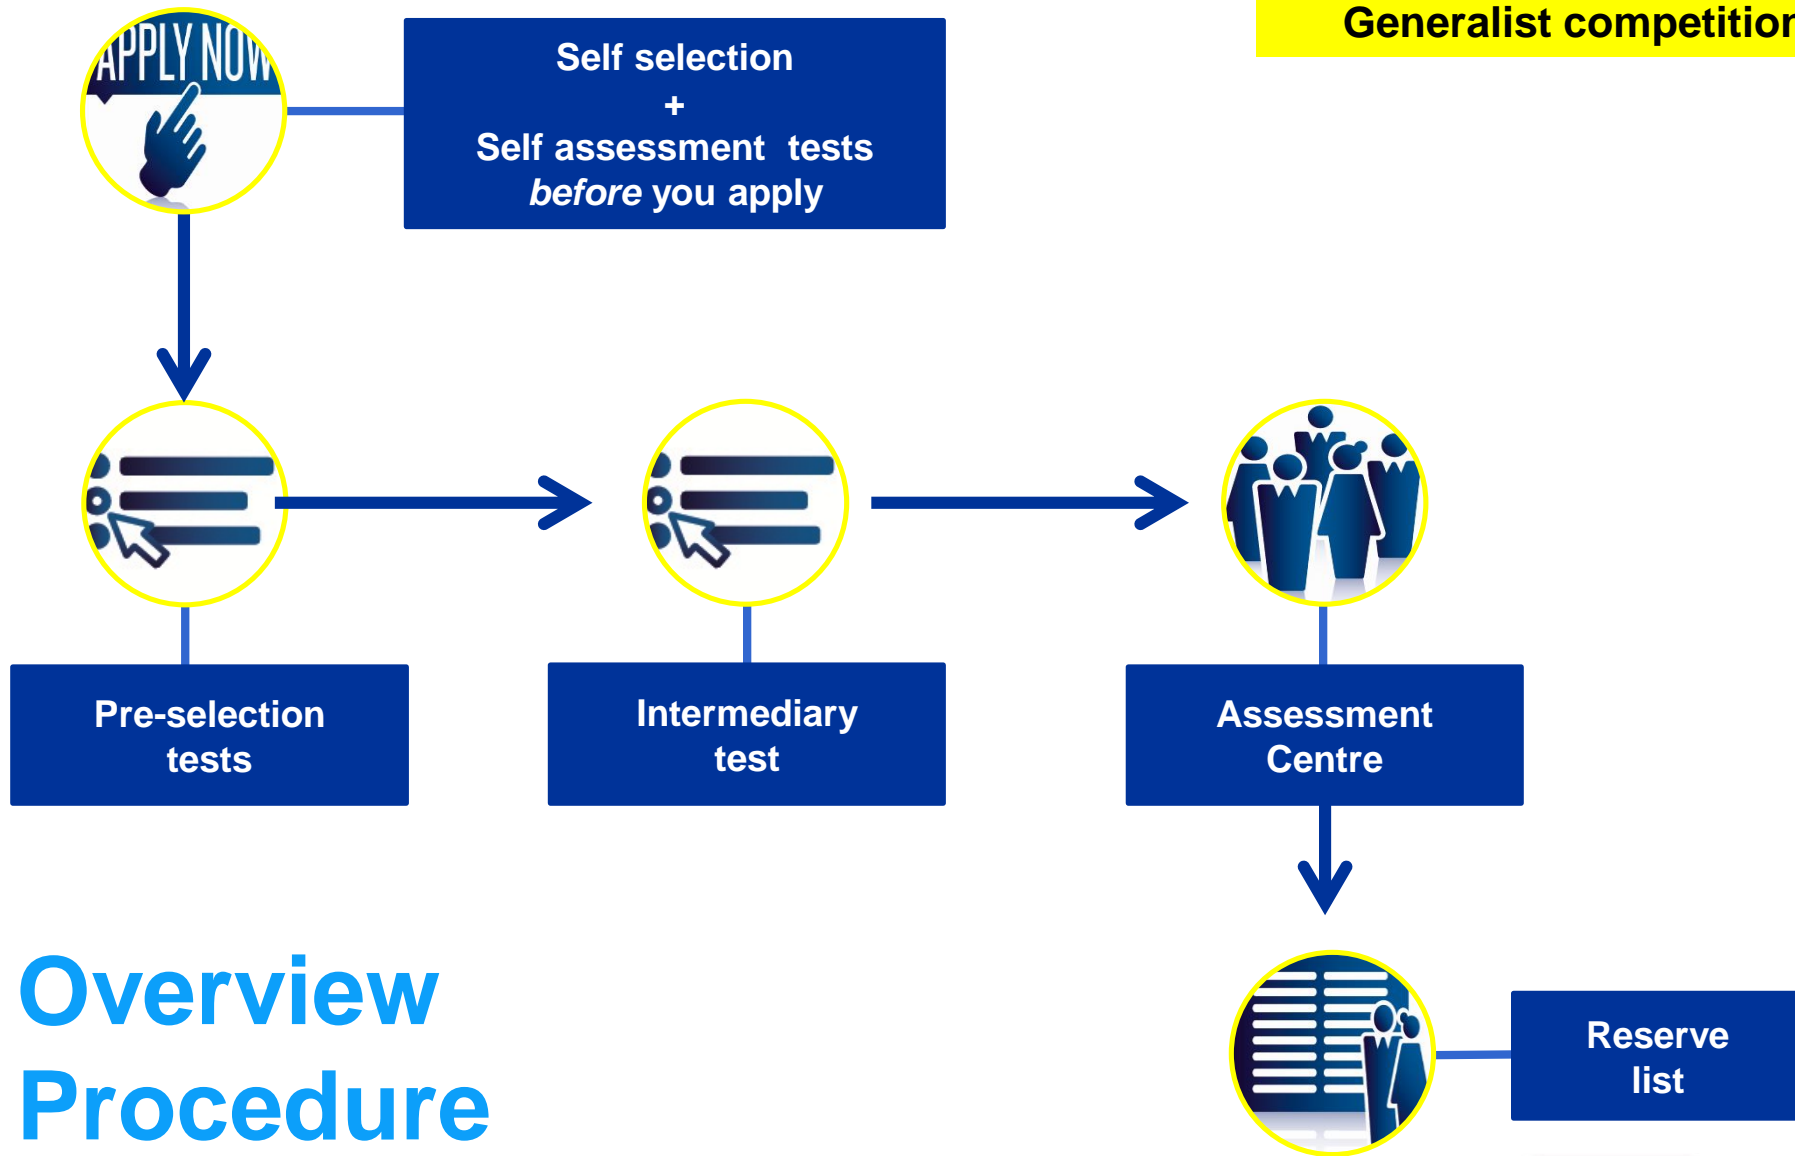 APPLY NOW
Self selection
+
Self assessment tests
before you apply
Generalist competition
Pre-selection
tests
Intermediary
test
Assessment
Centre
Reserve
list
Overview
Procedure